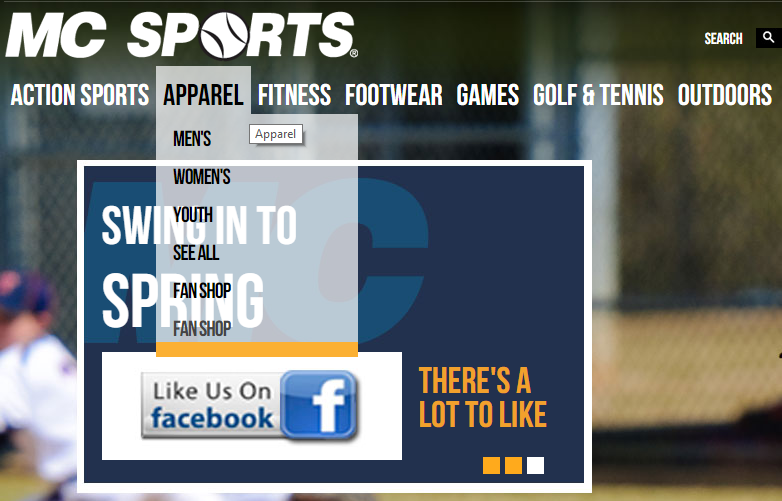 MC SPORTS®
SEARCH
ACTION SPORTS APPAREL FITNESS FOOTWEAR GAMES GOLF & TENNIS OUTDOORS
Apparel
MEN'S
WOMEN'S
YOUTH
SEE ALL
FAN SHOP
FAN SHOP
MC
SWING IN TO
SPRING
Like Us On
facebook
f
THERE'S A
LOT TO LIKE